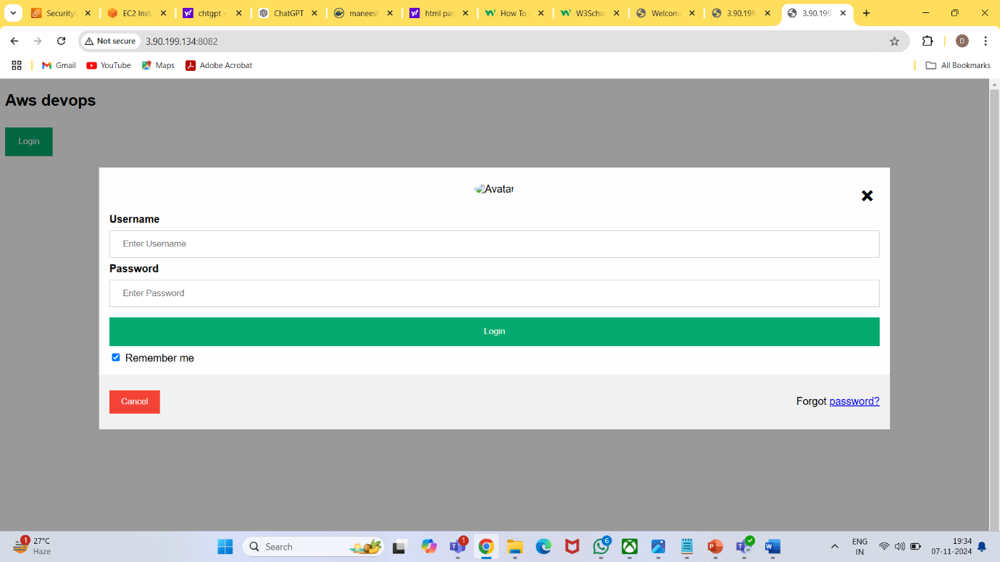 SecurityG
EC2 Inst
chtgpt -
ChatGPT
manees
html pag
How To
W3Scho
Welcom
3.90.199
3.90.199
Not secure
3.90.199.134:8082
D
Gmail
YouTube
Maps
Adobe Acrobat
All Bookmarks
Aws devops
Login
Avatar
Username
Enter Username
Password
Enter Password
Login
Remember me
Cancel
Forgot password?
1
27°C
Haze
Search
1
6
ENG
IN
19:34
07-11-2024